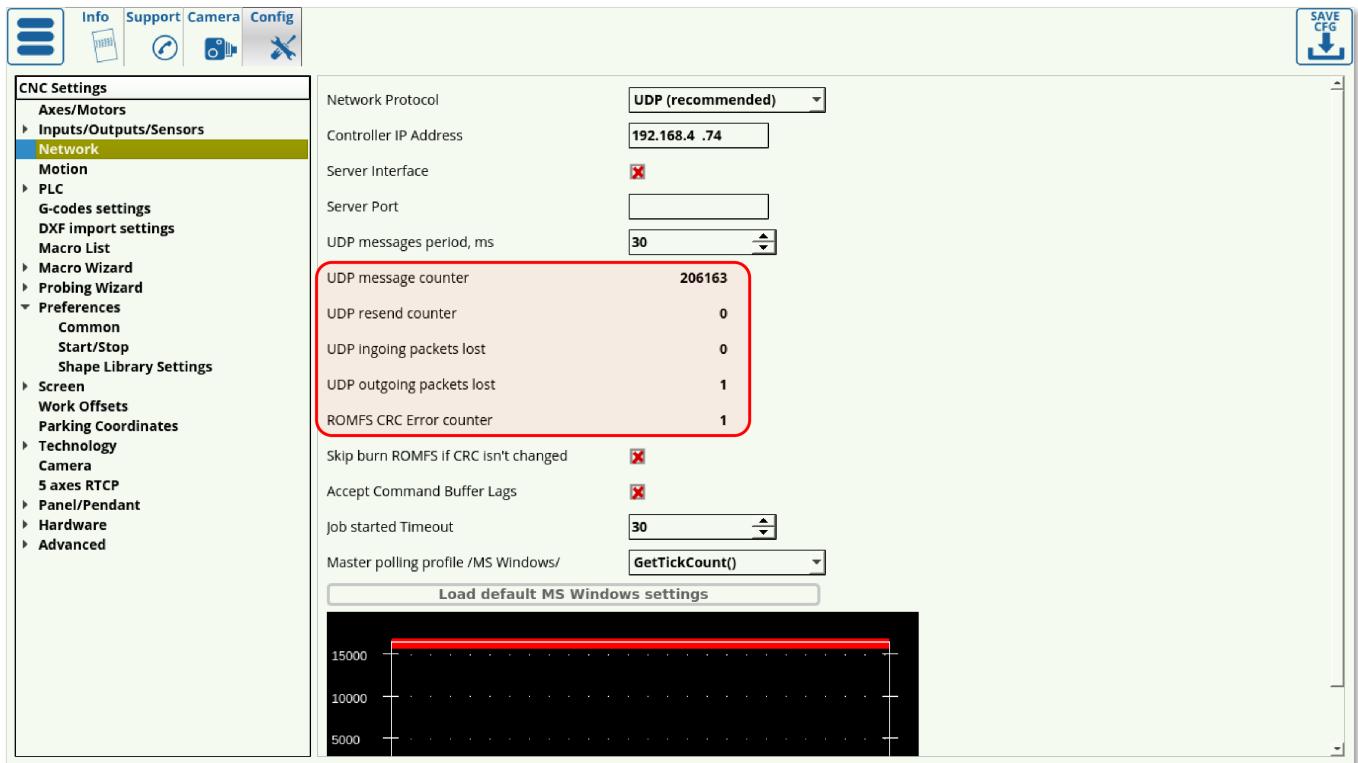 Info Support Camera Config
SAVE
CFG
CNC Settings
Axes/Motors
Inputs/Outputs/Sensors
Network
Motion
PLC
G-codes settings
DXF import settings
Macro List
Macro Wizard
Probing Wizard
Preferences
Common
Start/Stop
Shape Library Settings
Screen
Work Offsets
Parking Coordinates
Technology
Camera
5 axes RTCP
Panel/Pendant
Hardware
Advanced
Network Protocol UDP (recommended)
Controller IP Address 192.168.4 .74
Server Interface
Server Port
UDP messages period, ms 30
UDP message counter 206163
UDP resend counter 0
UDP ingoing packets lost 0
UDP outgoing packets lost 1
ROMFS CRC Error counter 1
Skip burn ROMFS if CRC isn't changed
Accept Command Buffer Lags
Job started Timeout 30
Master polling profile /MS Windows/ GetTickCount()
Load default MS Windows settings
15000
10000
5000